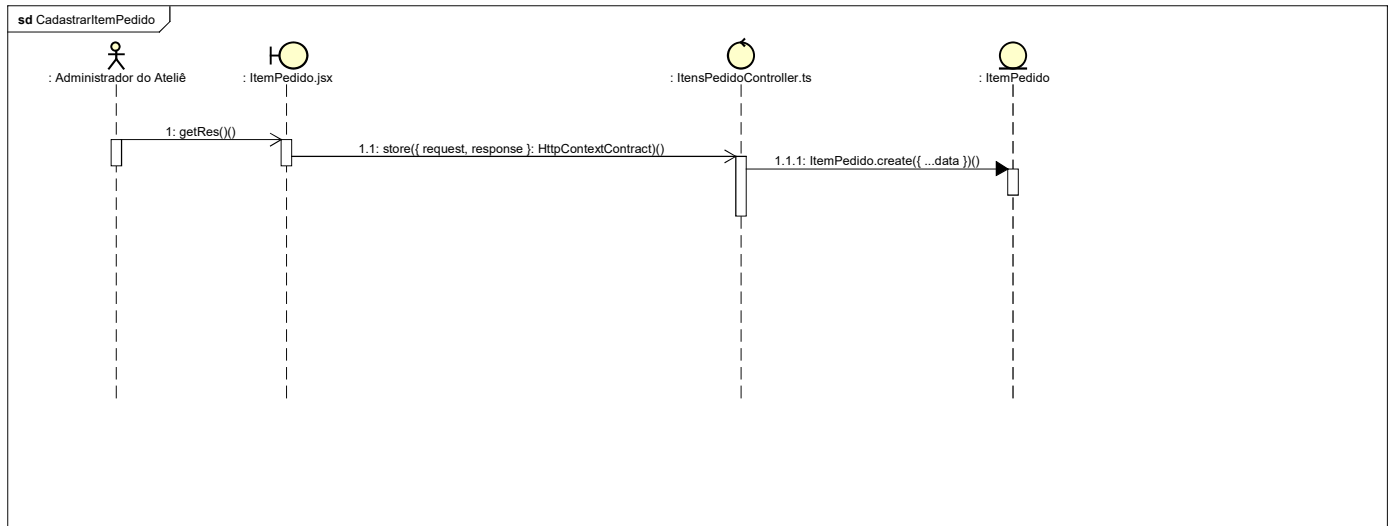 sd CadastrarItemPedido
: Administrador do Ateliê
: ItemPedido.jsx
: ItensPedidoController.ts
: ItemPedido
1: getRes()()
1.1: store({ request, response }: HttpContextContract)()
1.1.1: ItemPedido.create({ ...data })()